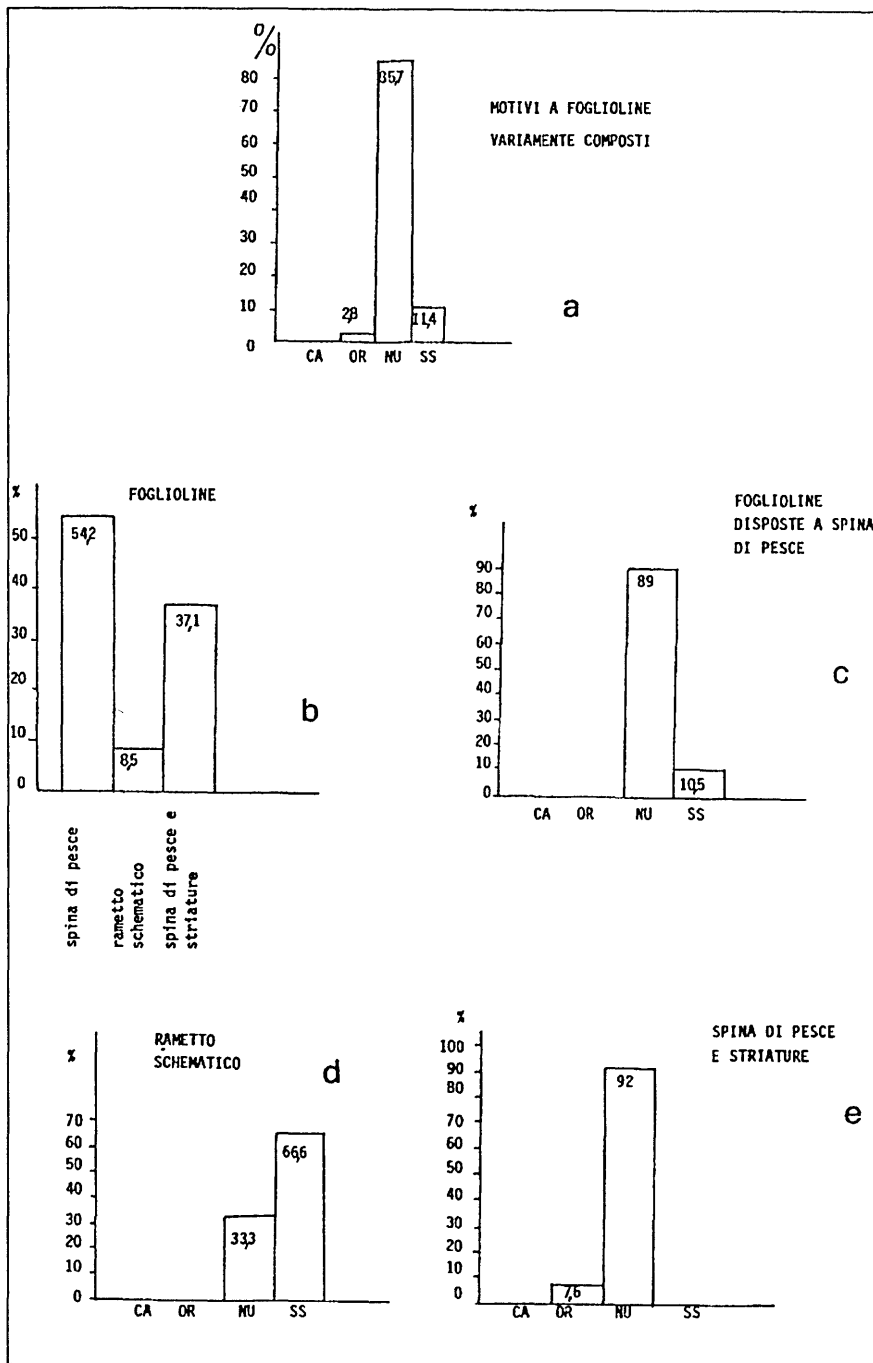 %
80
70
60
50
40
30
20
10
0
85,7
2,8
11,4
CA OR NU SS
MOTIVI A FOGLIOLINE
VARIAMENTE COMPOSTI
a
%
50
40
30
20
10
0
FOGLIOLINE
54,2
8,5
37,1
b
spina di pesce
rametto
schematico
spina di pesce e
striature
FOGLIOLINE
DISPOSTE A SPINA
DI PESCE
%
90
80
70
60
50
40
30
20
10
0
89
10,5
CA OR NU SS
c
RAMETTO
SCHEMATICO
d
%
70
60
50
40
30
20
10
0
33,3
66,6
CA OR NU SS
%
100
90
80
70
60
50
40
30
20
10
0
SPINA DI PESCE
E STRIATURE
92
7,6
CA OR NU SS
e